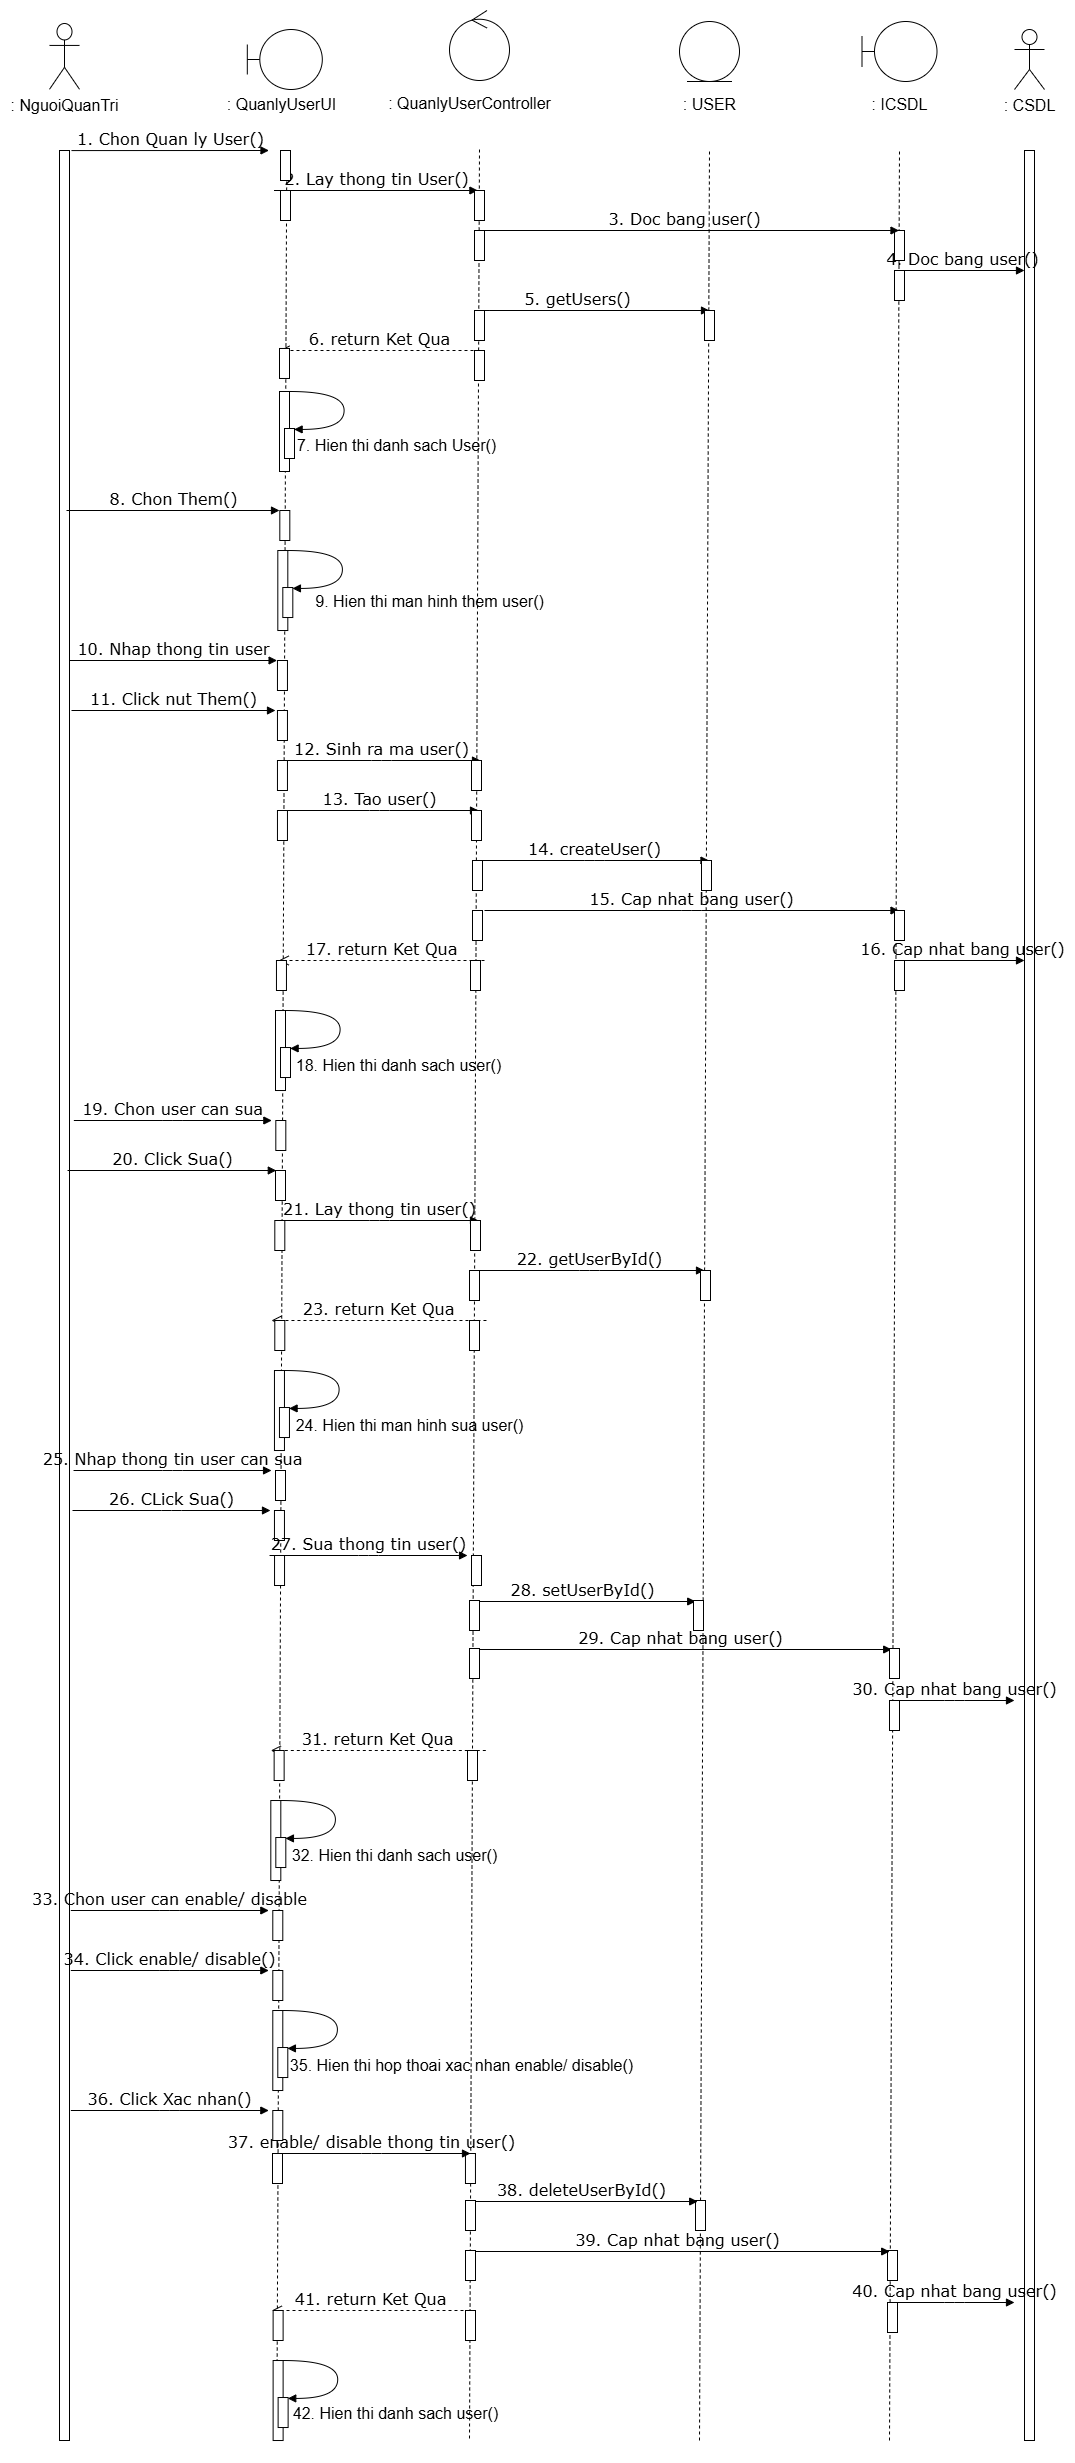 : NguoiQuanTri
: QuanlyUserUI
: QuanlyUserController
: USER
: ICSDL
: CSDL
1. Chon Quan ly User()
2. Lay thong tin User()
3. Doc bang user()
4. Doc bang user()
5. getUsers()
6. return Ket Qua
7. Hien thi danh sach User()
8. Chon Them()
9. Hien thi man hinh them user()
10. Nhap thong tin user
11. Click nut Them()
12. Sinh ra ma user()
13. Tao user()
14. createUser()
15. Cap nhat bang user()
17. return Ket Qua
16. Cap nhat bang user()
18. Hien thi danh sach user()
19. Chon user can sua
20. Click Sua()
21. Lay thong tin user()
22. getUserById()
23. return Ket Qua
24. Hien thi man hinh sua user()
25. Nhap thong tin user can sua
26. CLick Sua()
27. Sua thong tin user()
28. setUserById()
29. Cap nhat bang user()
30. Cap nhat bang user()
31. return Ket Qua
32. Hien thi danh sach user()
33. Chon user can enable/ disable
34. Click enable/ disable()
35. Hien thi hop thoai xac nhan enable/ disable()
36. Click Xac nhan()
37. enable/ disable thong tin user()
38. deleteUserById()
39. Cap nhat bang user()
40. Cap nhat bang user()
41. return Ket Qua
42. Hien thi danh sach user()